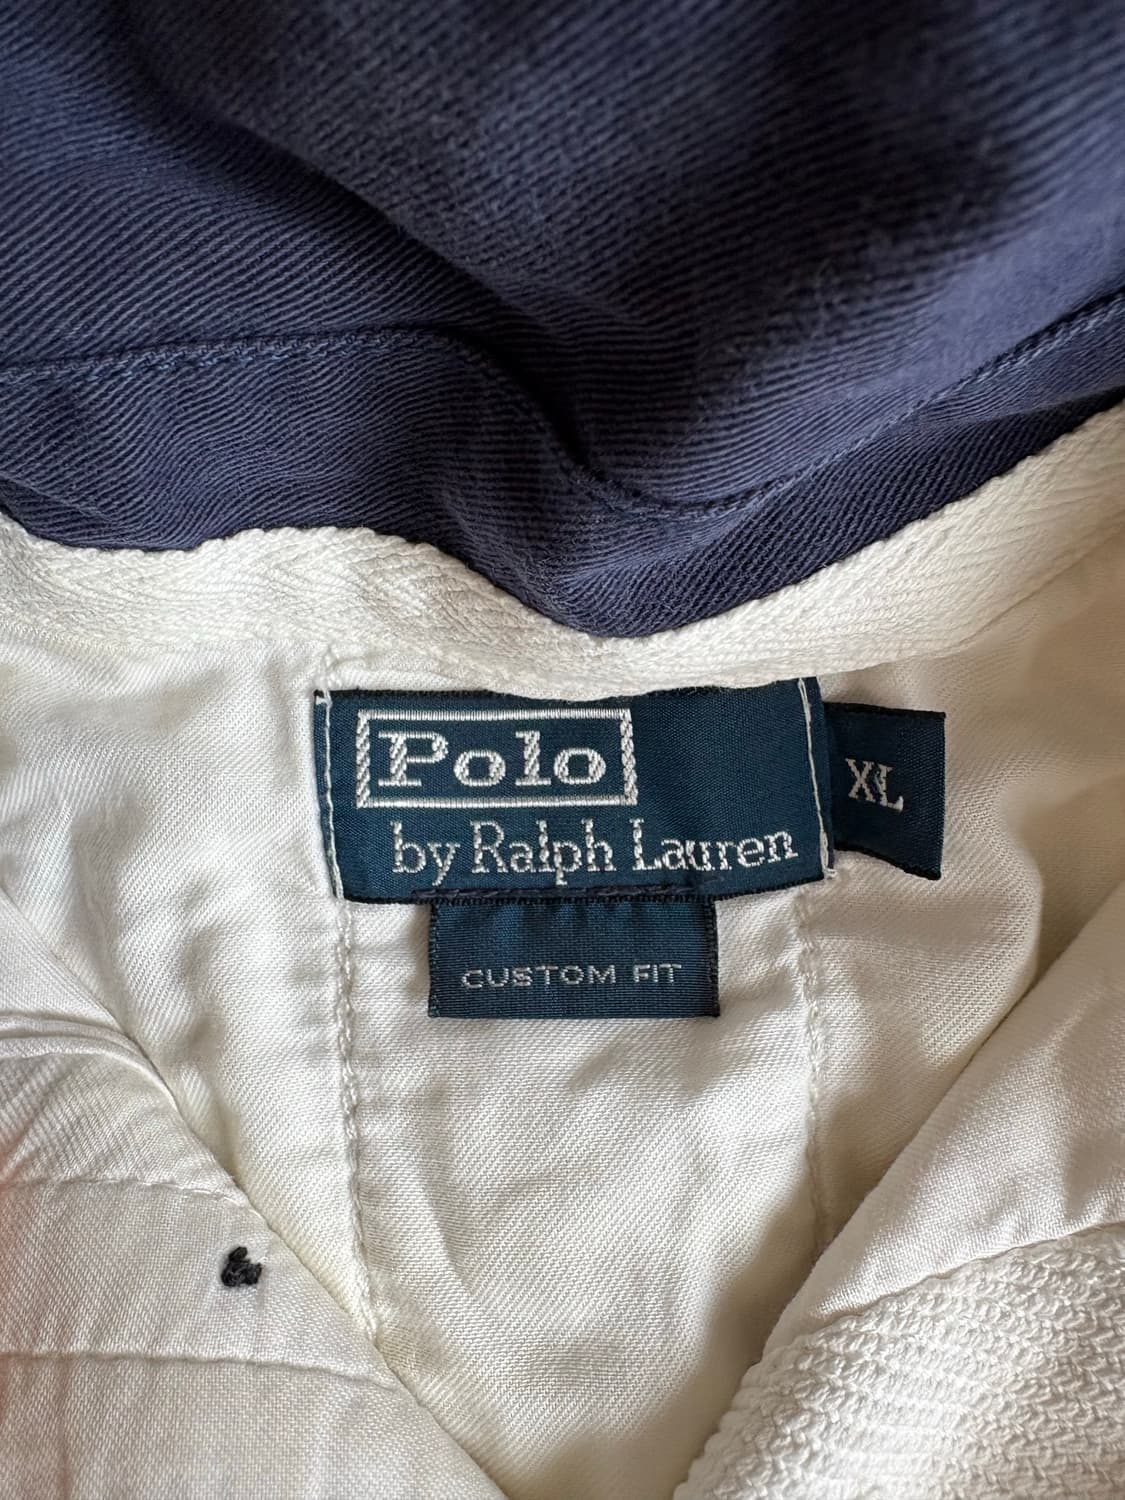 Polo
by Ralph Lauren
XL
CUSTOM FIT